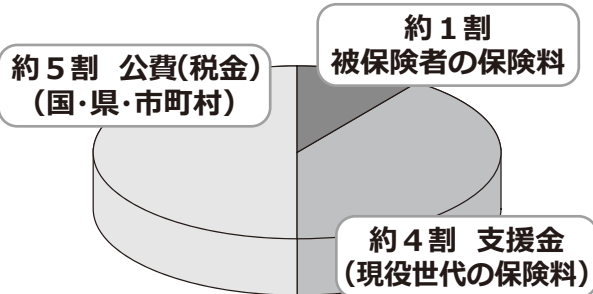 約１割
被保険者の保険料
約５割 公費(税金)
（国・県・市町村）
約４割 支援金
（現役世代の保険料）